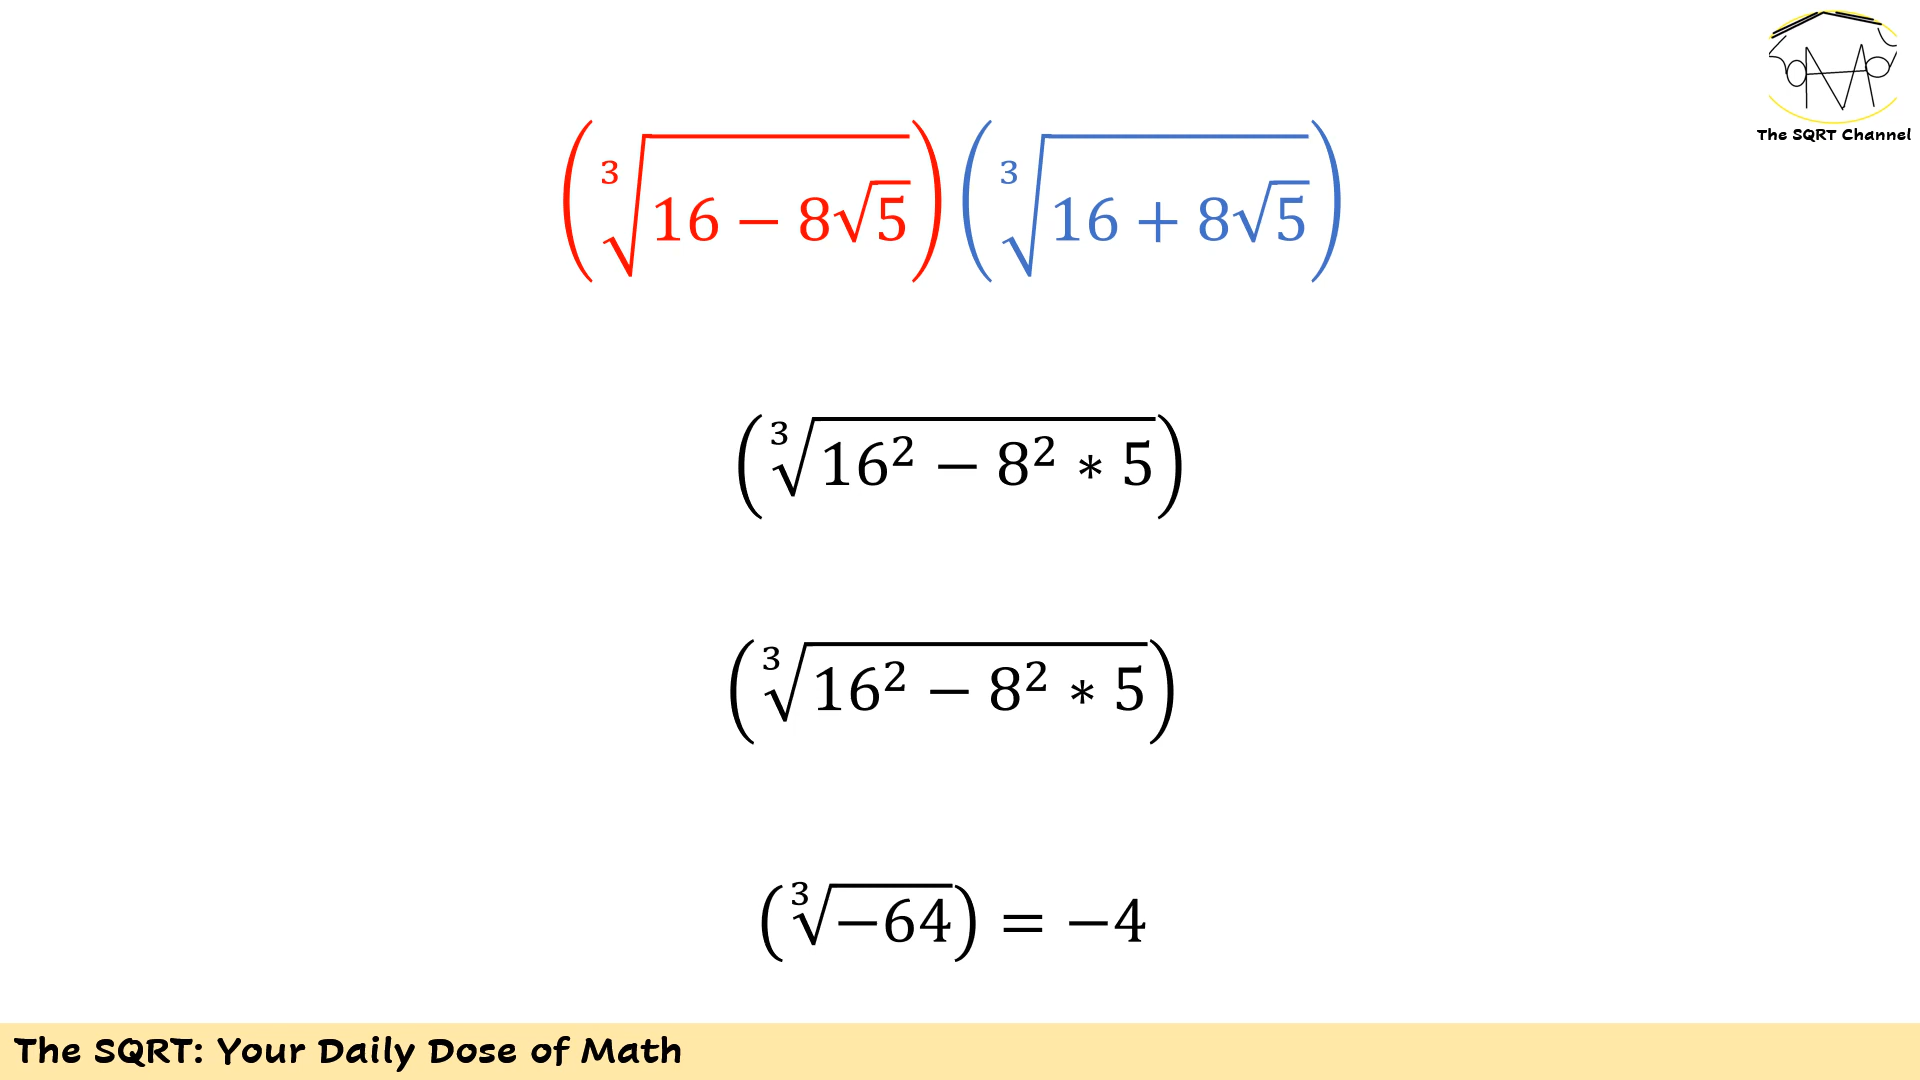 The SQRT Channel
(∛(16 − 8√5)) (∛(16 + 8√5))
(∛(16² − 8² * 5))
(∛(16² − 8² * 5))
(∛(−64)) = −4
The SQRT: Your Daily Dose of Math